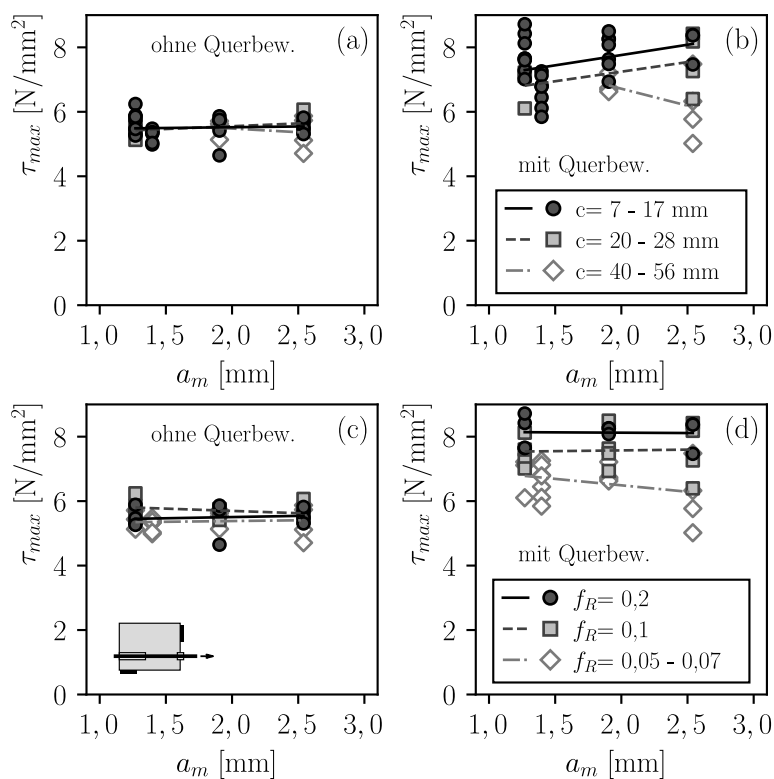 ohne Querbew. (a)
τmax [N/mm²]
8
6
4
2
0
1,0 1,5 2,0 2,5 3,0
am [mm]
(b)
τmax [N/mm²]
8
6
4
2
0
mit Querbew.
c= 7 - 17 mm
c= 20 - 28 mm
c= 40 - 56 mm
1,0 1,5 2,0 2,5 3,0
am [mm]
ohne Querbew. (c)
τmax [N/mm²]
8
6
4
2
0
1,0 1,5 2,0 2,5 3,0
am [mm]
(d)
τmax [N/mm²]
8
6
4
2
0
mit Querbew.
fR= 0,2
fR= 0,1
fR= 0,05 - 0,07
1,0 1,5 2,0 2,5 3,0
am [mm]